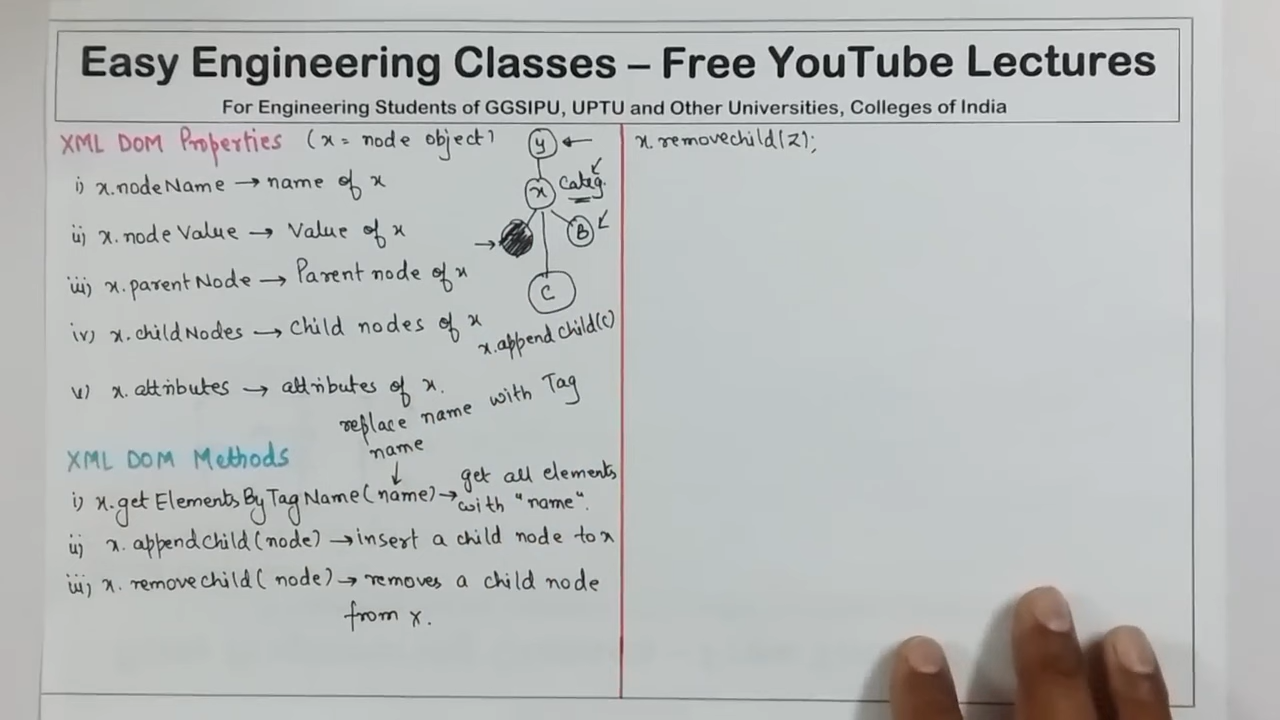 Easy Engineering Classes – Free YouTube Lectures
For Engineering Students of GGSIPU, UPTU and Other Universities, Colleges of India
XML DOM Properties (x = node object)
i) x.nodeName → name of x
ii) x.nodeValue → Value of x
iii) x.parentNode → Parent node of x
iv) x.childNodes → child nodes of x
v) x.attributes → attributes of x.
y ←
x Categ.
→ B
C
x.appendchild(c)
replace name with Tag
name
↓
XML DOM Methods
i) x.getElementsByTagName(name) → get all elements
with "name".
ii) x.appendchild(node) → insert a child node to x
iii) x.removechild(node) → removes a child node
from x.
x.removechild(Z);